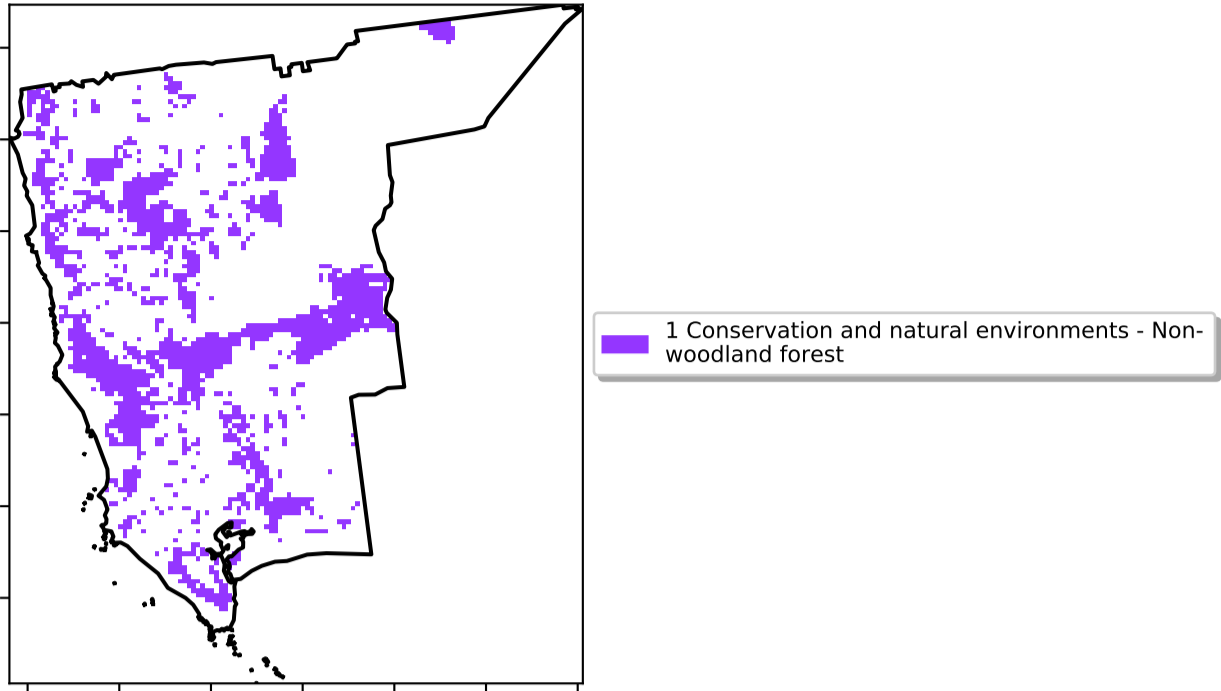 1 Conservation and natural environments - Non-
woodland forest